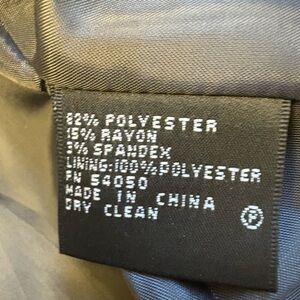 82% POLYESTER
15% RAYON
3% SPANDEX
LINING:100%POLYESTER
RN 54050
MADE IN CHINA
DRY CLEAN Ⓟ